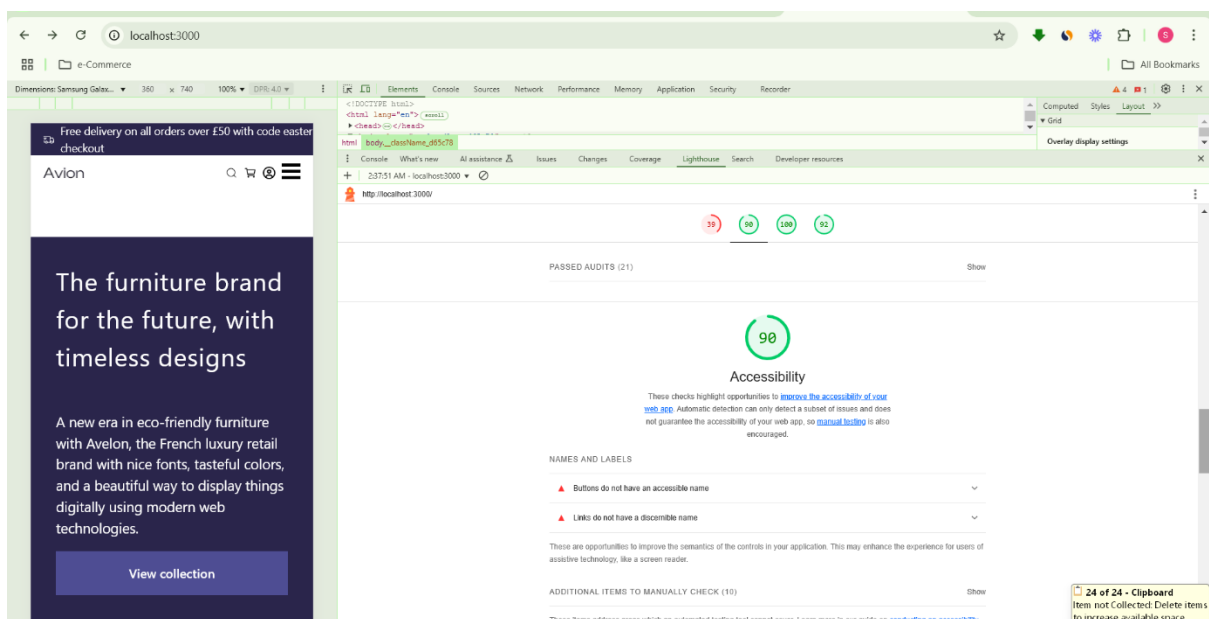 localhost:3000
S
e-Commerce
All Bookmarks
Dimensions: Samsung Galax... ▼ 360 x 740 100% ▼ DPR: 4.0 ▼
Elements Console Sources Network Performance Memory Application Security Recorder
4 1
<!DOCTYPE html>
<html lang="en"> scroll
<head> </head>
html body.__className_d65c78
Computed Styles Layout
Grid
Overlay display settings
Console What's new AI assistance Issues Changes Coverage Lighthouse Search Developer resources
2:37:51 AM - localhost:3000 ▼
http://localhost:3000/
Free delivery on all orders over £50 with code easter
checkout
Avion
The furniture brand
for the future, with
timeless designs
A new era in eco-friendly furniture
with Avelon, the French luxury retail
brand with nice fonts, tasteful colors,
and a beautiful way to display things
digitally using modern web
technologies.
View collection
39 90 100 92
PASSED AUDITS (21) Show
90
Accessibility
These checks highlight opportunities to improve the accessibility of your
web app. Automatic detection can only detect a subset of issues and does
not guarantee the accessibility of your web app, so manual testing is also
encouraged.
NAMES AND LABELS
Buttons do not have an accessible name
Links do not have a discernible name
These are opportunities to improve the semantics of the controls in your application. This may enhance the experience for users of
assistive technology, like a screen reader.
ADDITIONAL ITEMS TO MANUALLY CHECK (10) Show
24 of 24 - Clipboard
Item not Collected: Delete items
to increase available space